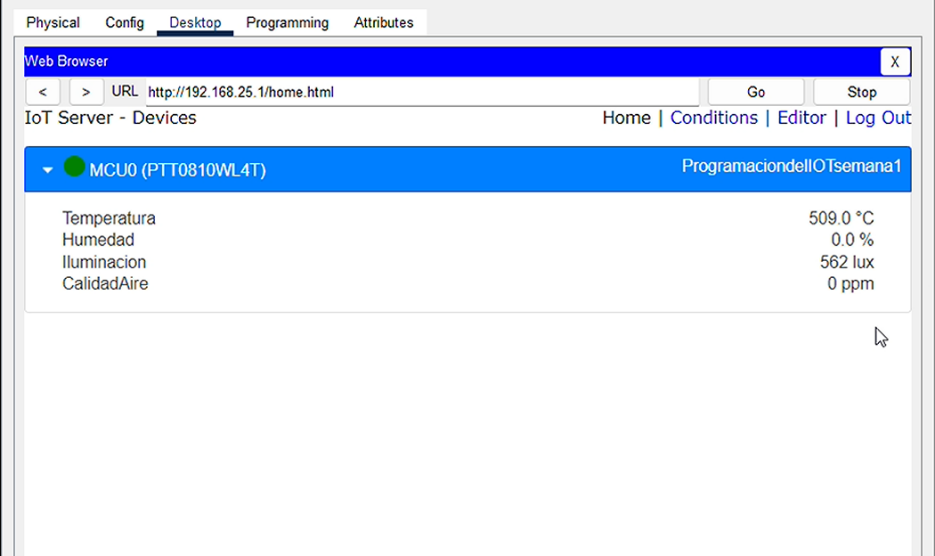 Physical Config Desktop Programming Attributes
Web Browser X
< > URL http://192.168.25.1/home.html Go Stop
IoT Server - Devices Home | Conditions | Editor | Log Out
MCU0 (PTT0810WL4T) ProgramaciondelIOTsemana1
Temperatura 509.0 °C
Humedad 0.0 %
Iluminacion 562 lux
CalidadAire 0 ppm